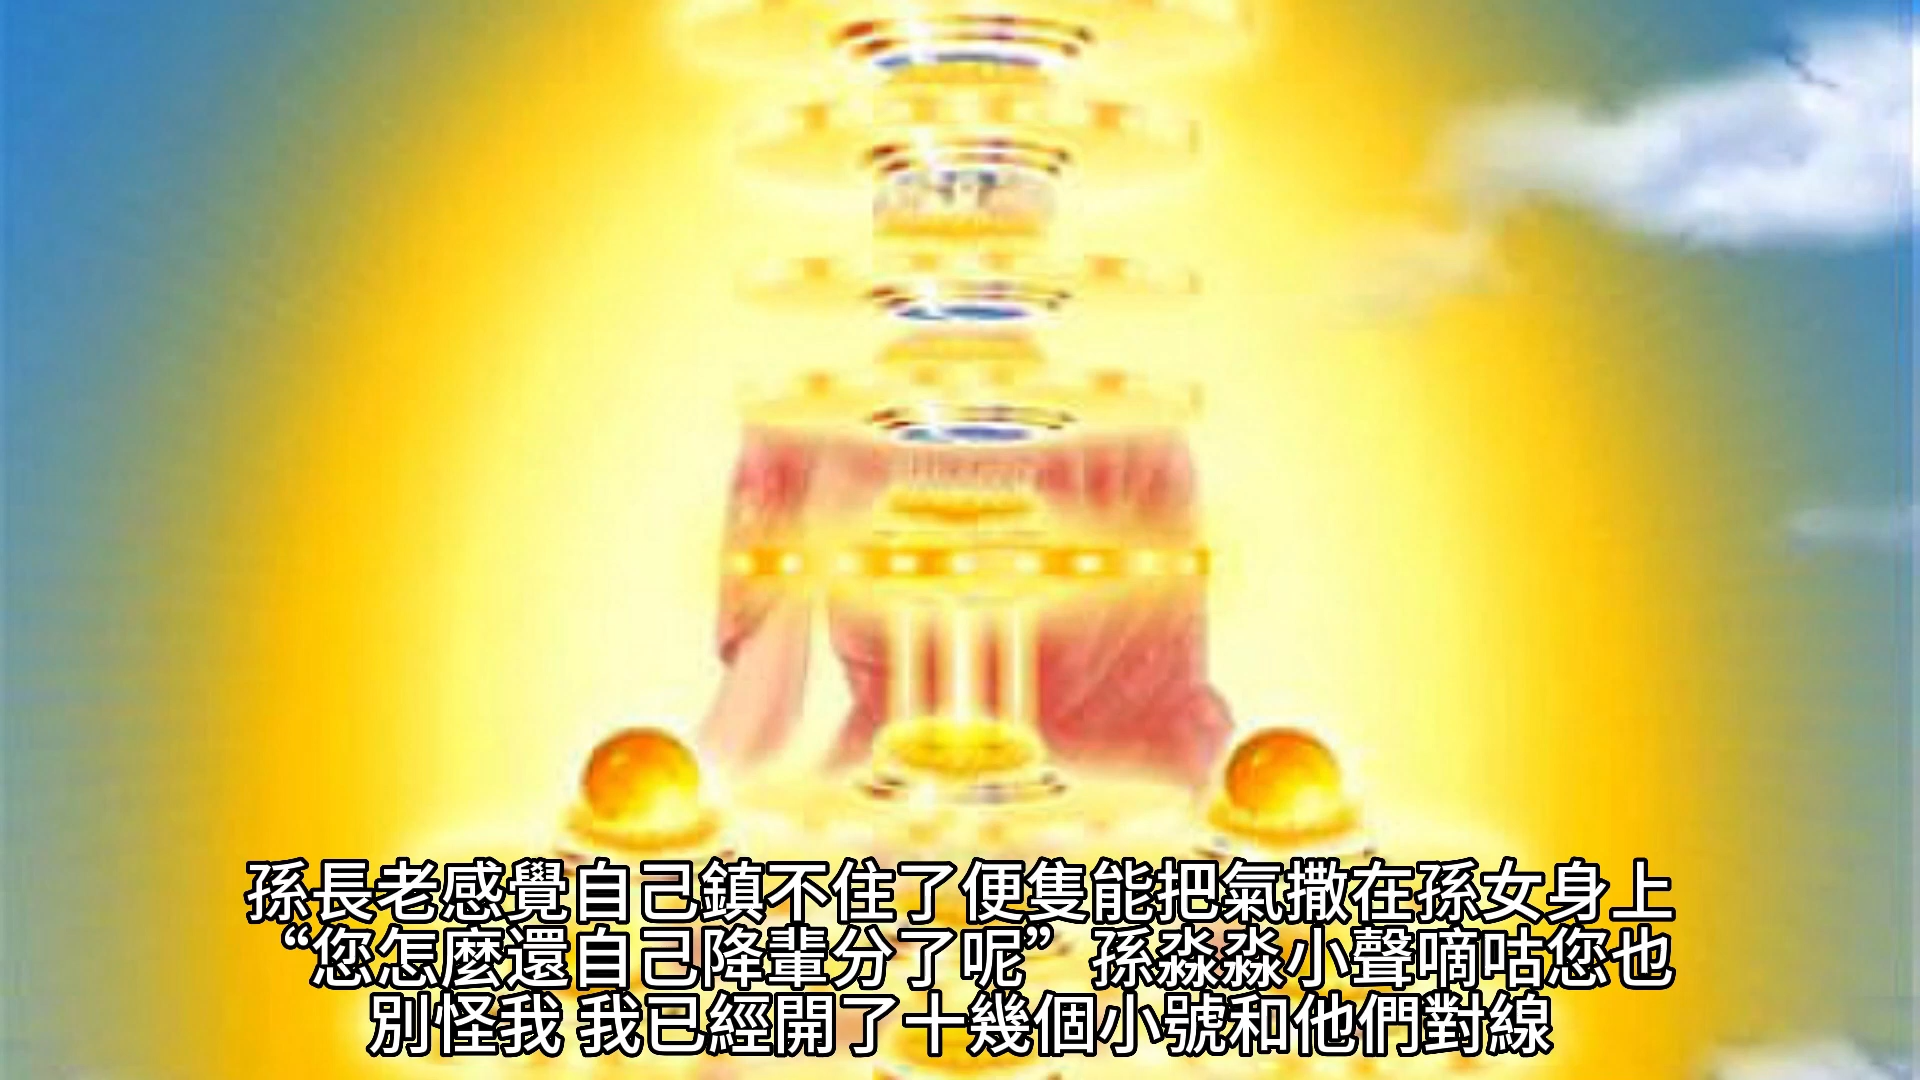 孫長老感覺自己鎮不住了便隻能把氣撒在孫女身上
“您怎麼還自己降輩分了呢” 孫淼淼小聲嘀咕您也
別怪我 我已經開了十幾個小號和他們對線